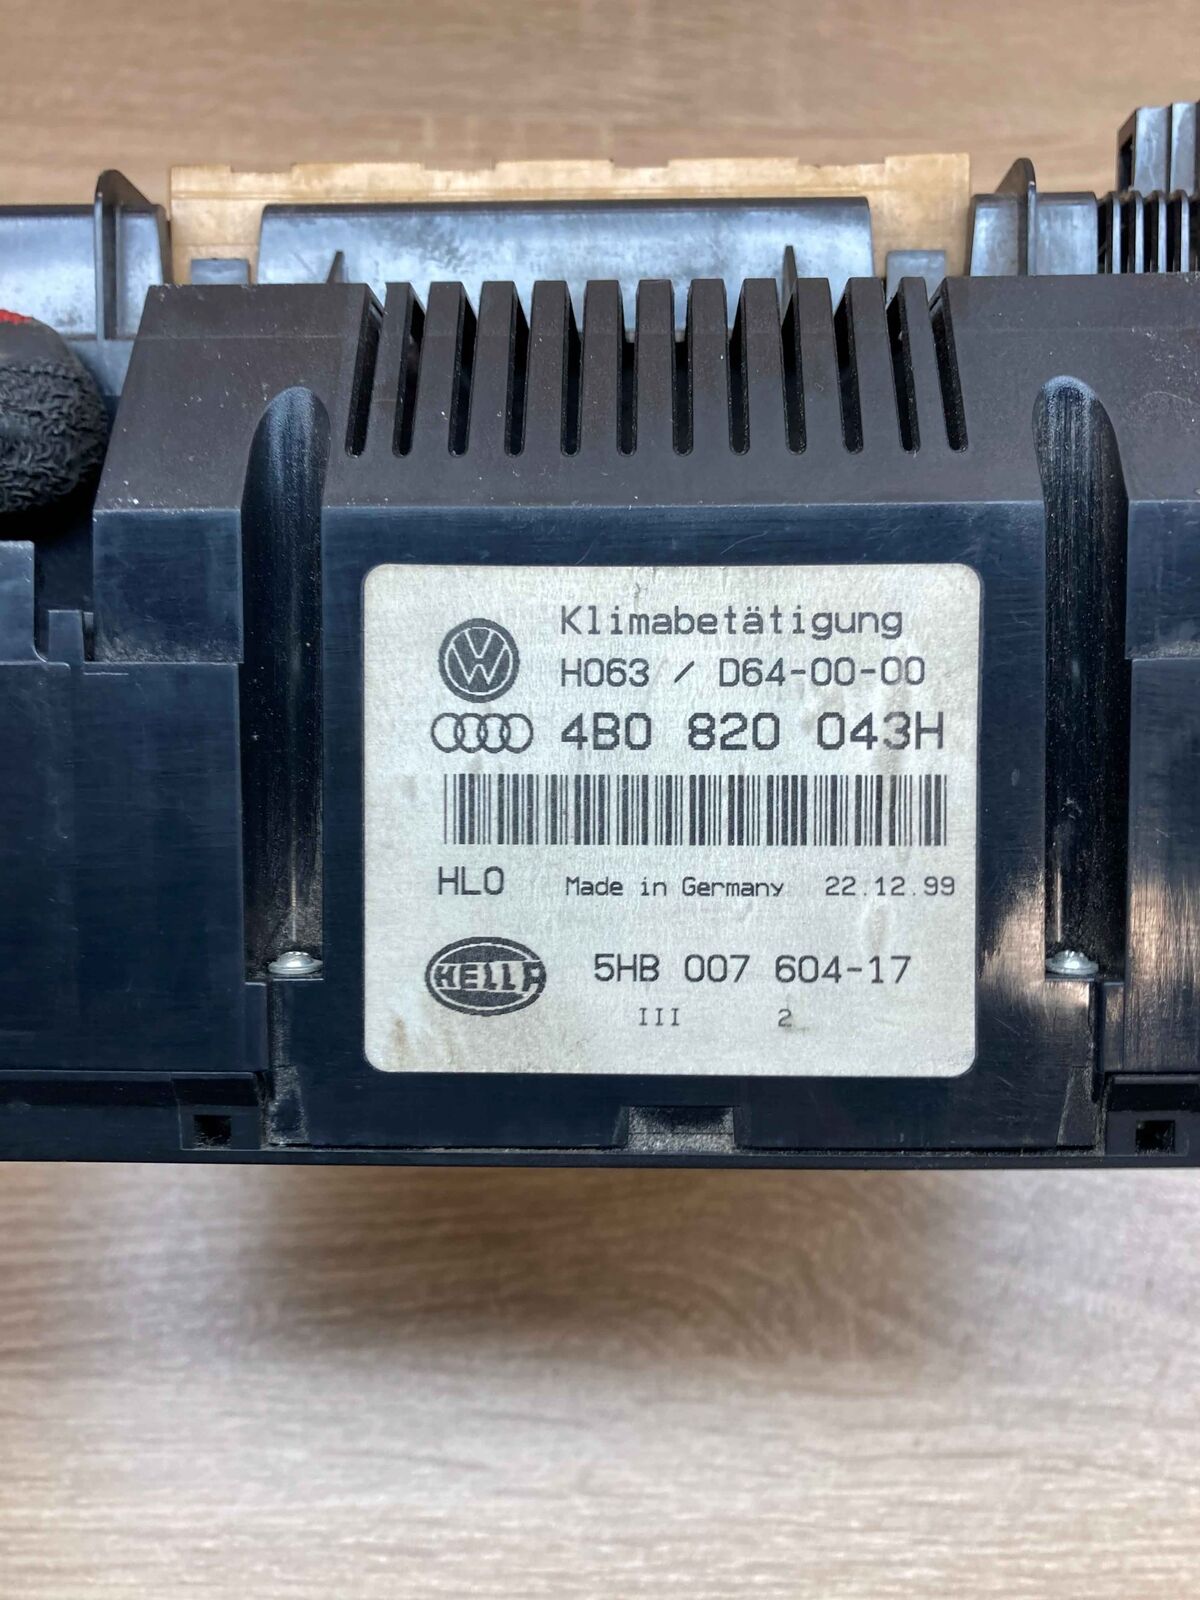 Klimabetätigung
H063 / D64-00-00
4B0 820 043H
HLO Made in Germany 22.12.99
HELLA 5HB 007 604-17
III 2